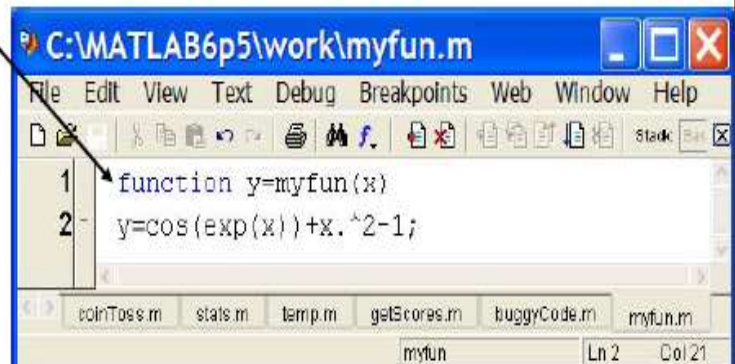 C:\MATLAB6p5\work\myfun.m
File Edit View Text Debug Breakpoints Web Window Help
Stack: Bas
1 function y=myfun(x)
2 - y=cos(exp(x))+x.^2-1;
coinToss.m stats.m temp.m getScores.m buggyCode.m myfun.m
myfun Ln 2 Col 21